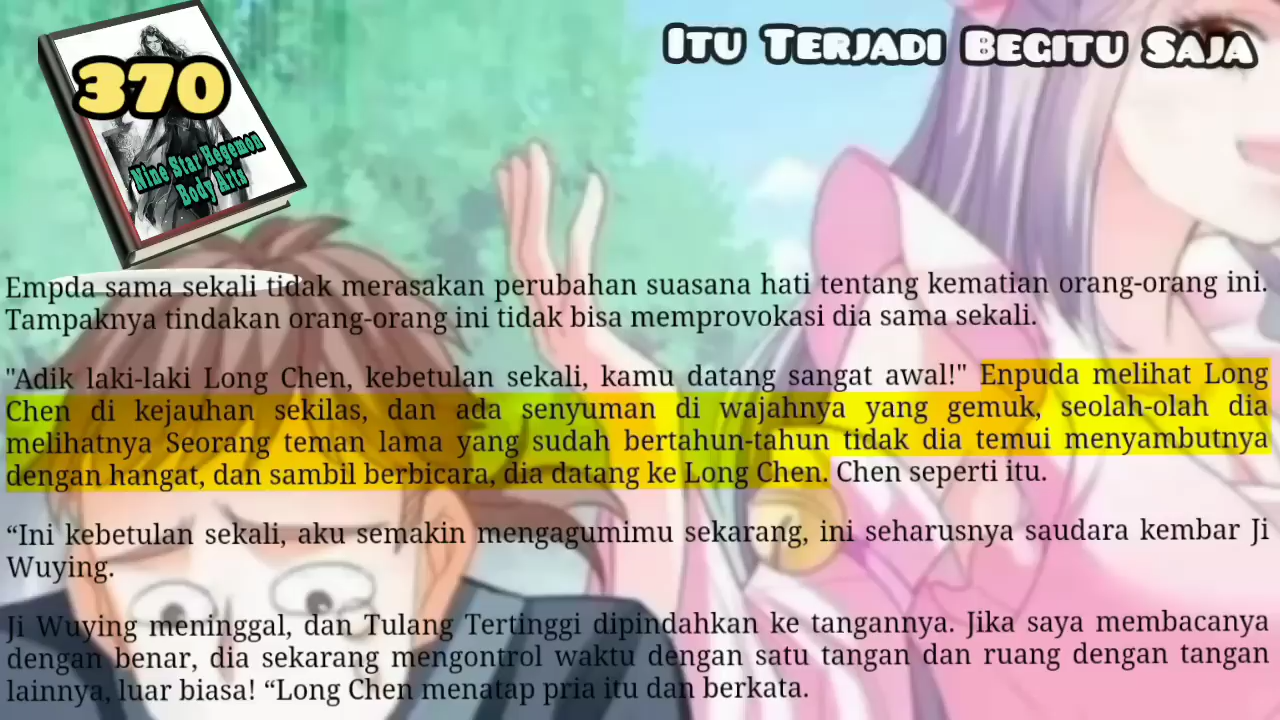 370
Nine Star Hegemon
Body Arts
Itu Terjadi Begitu Saja
Empda sama sekali tidak merasakan perubahan suasana hati tentang kematian orang-orang ini.
Tampaknya tindakan orang-orang ini tidak bisa memprovokasi dia sama sekali.
"Adik laki-laki Long Chen, kebetulan sekali, kamu datang sangat awal!" Enpuda melihat Long
Chen di kejauhan sekilas, dan ada senyuman di wajahnya yang gemuk, seolah-olah dia
melihatnya Seorang teman lama yang sudah bertahun-tahun tidak dia temui menyambutnya
dengan hangat, dan sambil berbicara, dia datang ke Long Chen. Chen seperti itu.
“Ini kebetulan sekali, aku semakin mengagumimu sekarang, ini seharusnya saudara kembar Ji
Wuying.
Ji Wuying meninggal, dan Tulang Tertinggi dipindahkan ke tangannya. Jika saya membacanya
dengan benar, dia sekarang mengontrol waktu dengan satu tangan dan ruang dengan tangan
lainnya, luar biasa! “Long Chen menatap pria itu dan berkata.